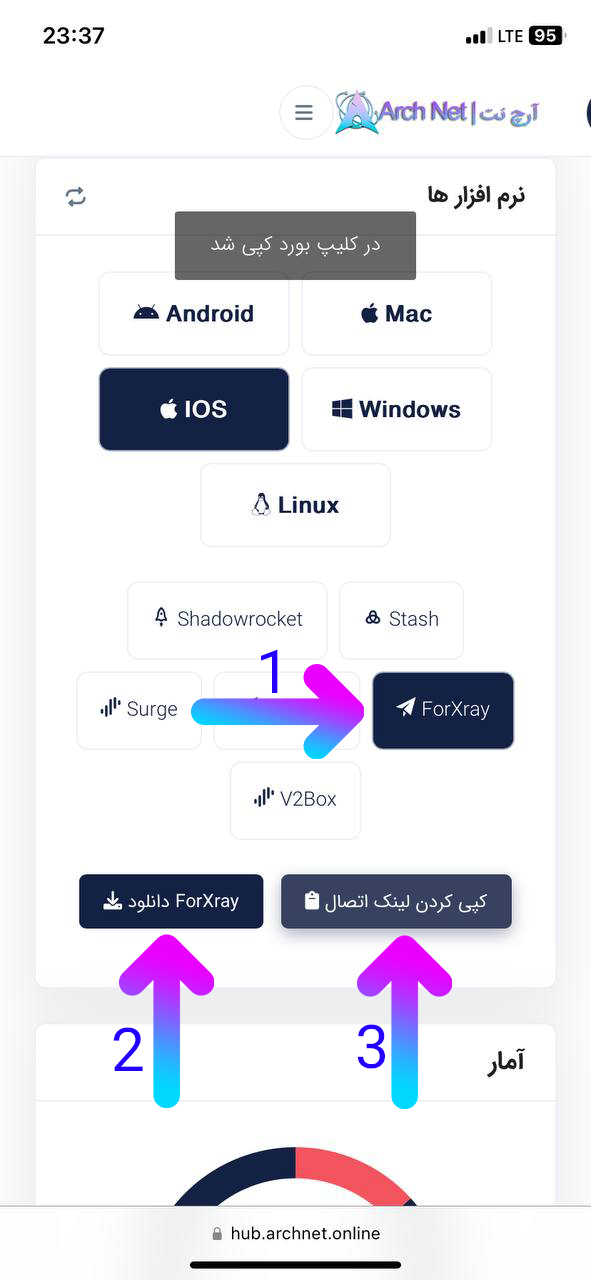 23:37
LTE 95
Arch Net | آرچ نت
نرم افزار ها
در کلیپ بورد کپی شد
Android
Mac
IOS
Windows
Linux
Shadowrocket
Stash
1
Surge
ForXray
V2Box
دانلود ForXray
کپی کردن لینک اتصال
2
3
آمار
hub.archnet.online